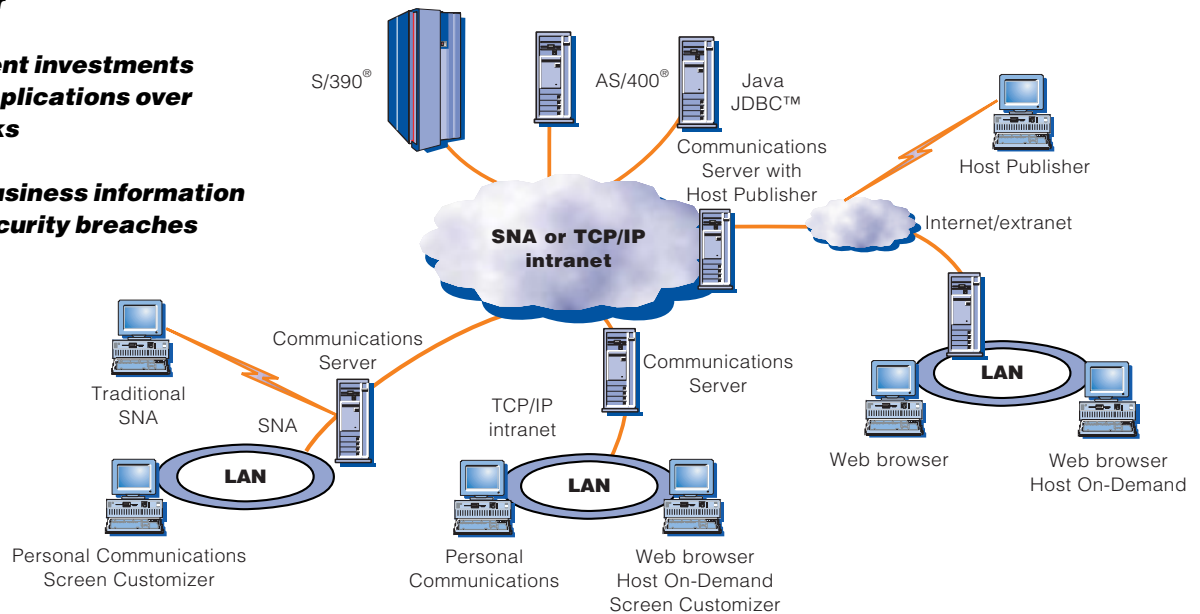 ent investments
plications over
ks
usiness information
curity breaches
S/390®
AS/400®
Java
JDBC™
Communications
Server with
Host Publisher
Host Publisher
Internet/extranet
SNA or TCP/IP
intranet
Communications
Server
Traditional
SNA
SNA
LAN
Personal Communications
Screen Customizer
Communications
Server
TCP/IP
intranet
LAN
Personal
Communications
Web browser
Host On-Demand
Screen Customizer
LAN
Web browser
Web browser
Host On-Demand